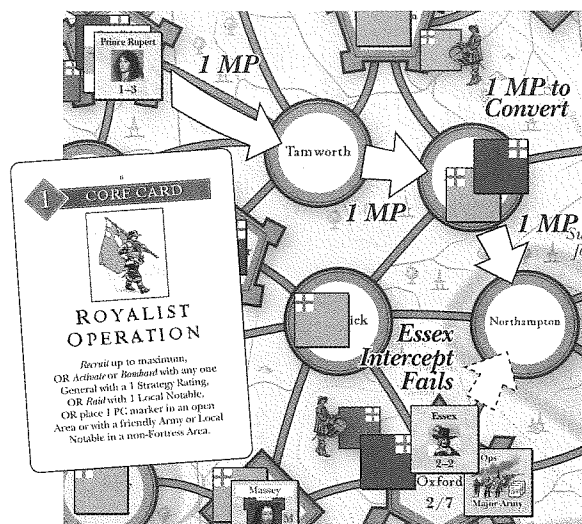 Prince Rupert
1-3
1 MP
1 MP to
Convert
Tamworth
1 MP
1 MP
6
1
CORE CARD
ROYALIST
OPERATION
Recruit up to maximum,
OR Activate or Bombard with any one
General with a 1 Strategy Rating,
OR Raid with 1 Local Notable,
OR place 1 PC marker in an open
Area or with a friendly Army or Local
Notable in a non-Fortress Area.
ick
Northampton
Essex
Intercept
Fails
Essex
2-2
Oxford
2/7
Ops
Major Army
Massey